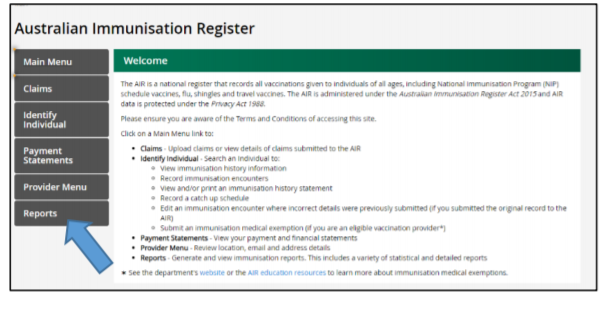 Australian Immunisation Register
Main Menu
Claims
Identify
Individual
Payment
Statements
Provider Menu
Reports
Welcome
The AIR is a national register that records all vaccinations given to individuals of all ages, including National Immunisation Program (NIP)
schedule vaccines, flu, shingles and travel vaccines. The AIR is administered under the Australian Immunisation Register Act 2015 and AIR
data is protected under the Privacy Act 1988.
Please ensure you are aware of the Terms and Conditions of accessing this site.
Click on a Main Menu link to:
• Claims - Upload claims or view details of claims submitted to the AIR
• Identify Individual - Search an Individual to:
View immunisation history information
Record immunisation encounters
View and/or print an immunisation history statement
Record a catch up schedule
Edit an immunisation encounter where incorrect details were previously submitted (if you submitted the original record to the
AIR)
Submit an immunisation medical exemption (if you are an eligible vaccination provider*)
• Payment Statements - View your payment and financial statements
• Provider Menu - Review location, email and address details
• Reports - Generate and view immunisation reports. This includes a variety of statistical and detailed reports
* See the department's website or the AIR education resources to learn more about immunisation medical exemptions.